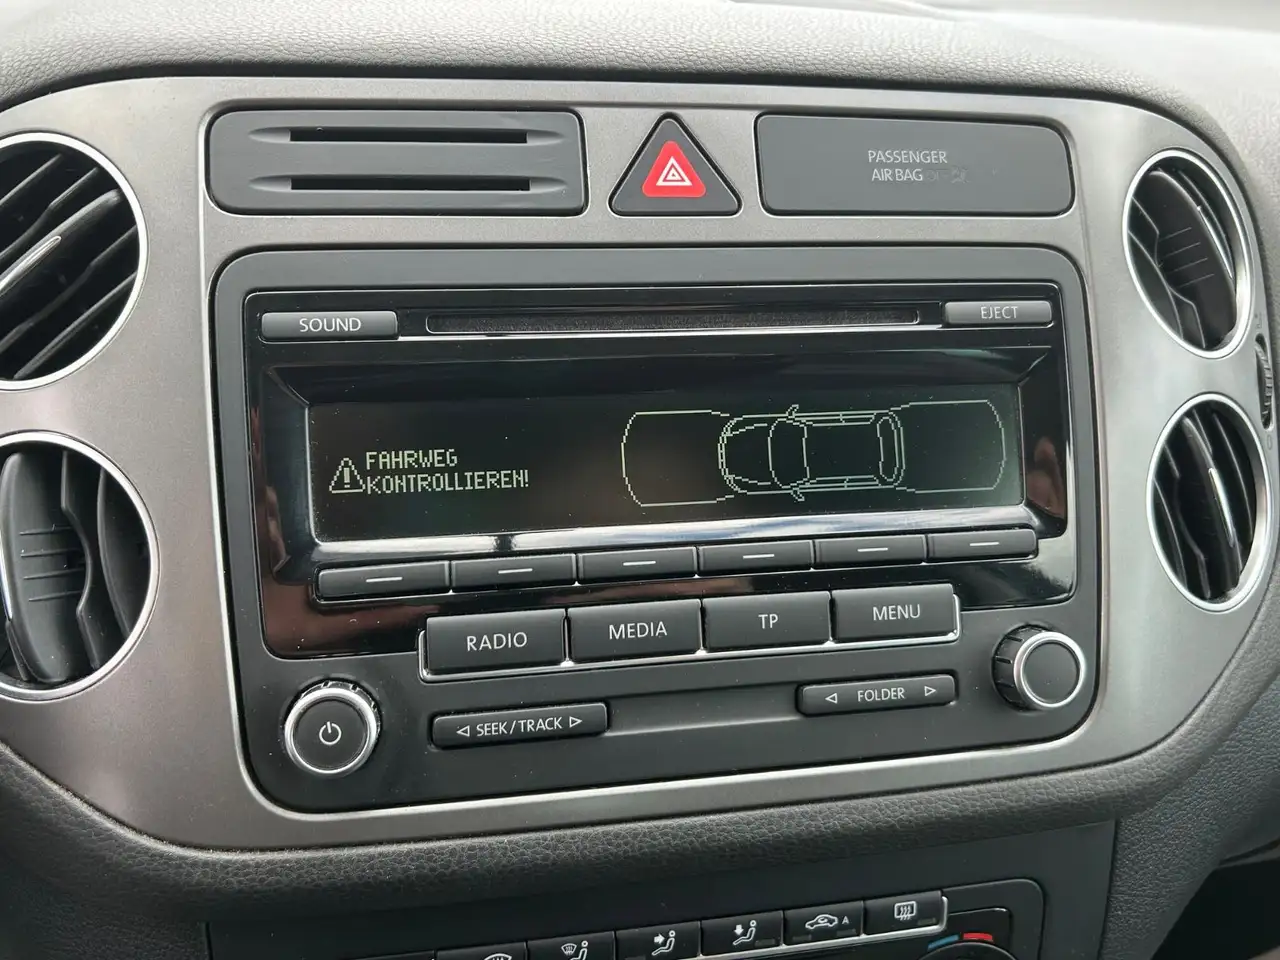 PASSENGER
AIR BAG
SOUND
EJECT
FAHRWEG
KONTROLLIEREN!
RADIO
MEDIA
TP
MENU
SEEK/TRACK
FOLDER
A